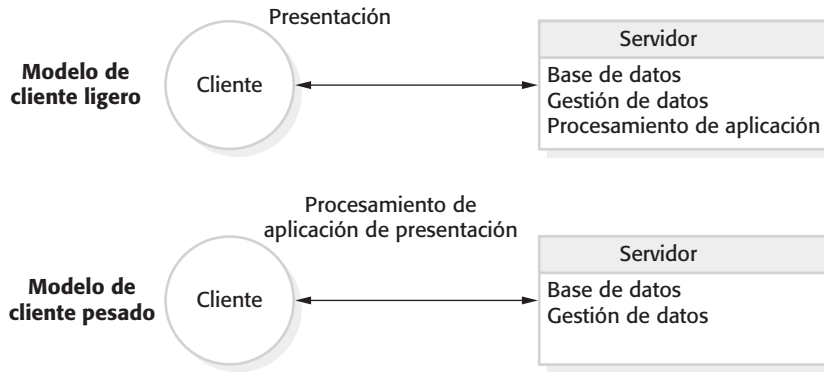 Presentación
Modelo de
cliente ligero
Cliente
Servidor
Base de datos
Gestión de datos
Procesamiento de aplicación
Procesamiento de
aplicación de presentación
Modelo de
cliente pesado
Cliente
Servidor
Base de datos
Gestión de datos